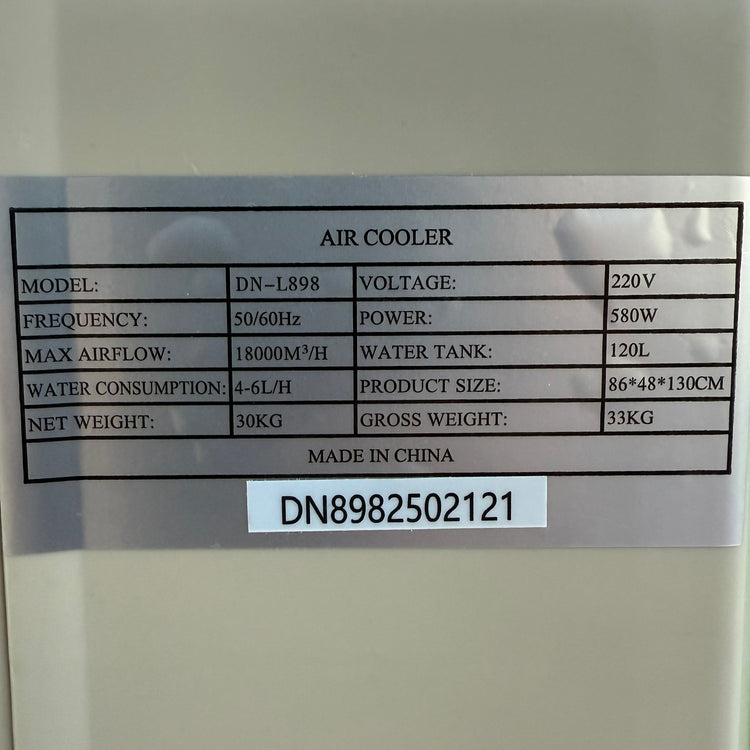 AIR COOLER
MODEL: DN-L898 VOLTAGE: 220V
FREQUENCY: 50/60Hz POWER: 580W
MAX AIRFLOW: 18000M³/H WATER TANK: 120L
WATER CONSUMPTION: 4-6L/H PRODUCT SIZE: 86*48*130CM
NET WEIGHT: 30KG GROSS WEIGHT: 33KG
MADE IN CHINA
DN8982502121